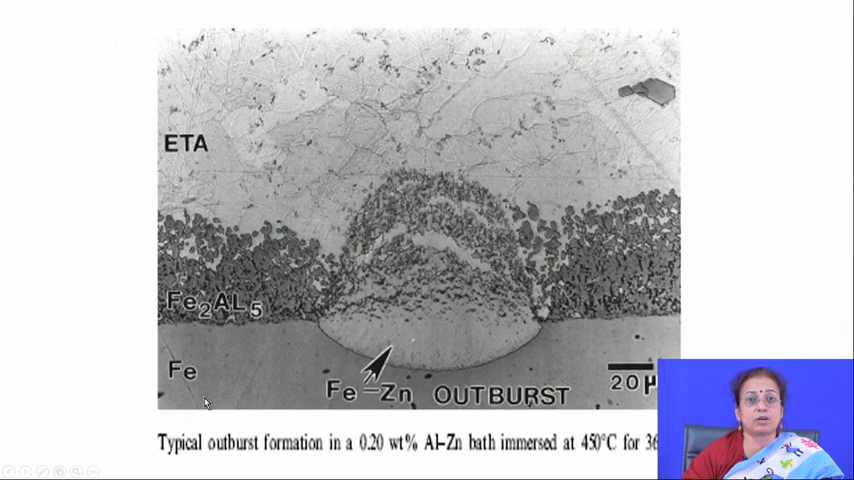 ETA
Fe2AL5
Fe
Fe-Zn OUTBURST
20µ
Typical outburst formation in a 0.20 wt% Al-Zn bath immersed at 450°C for